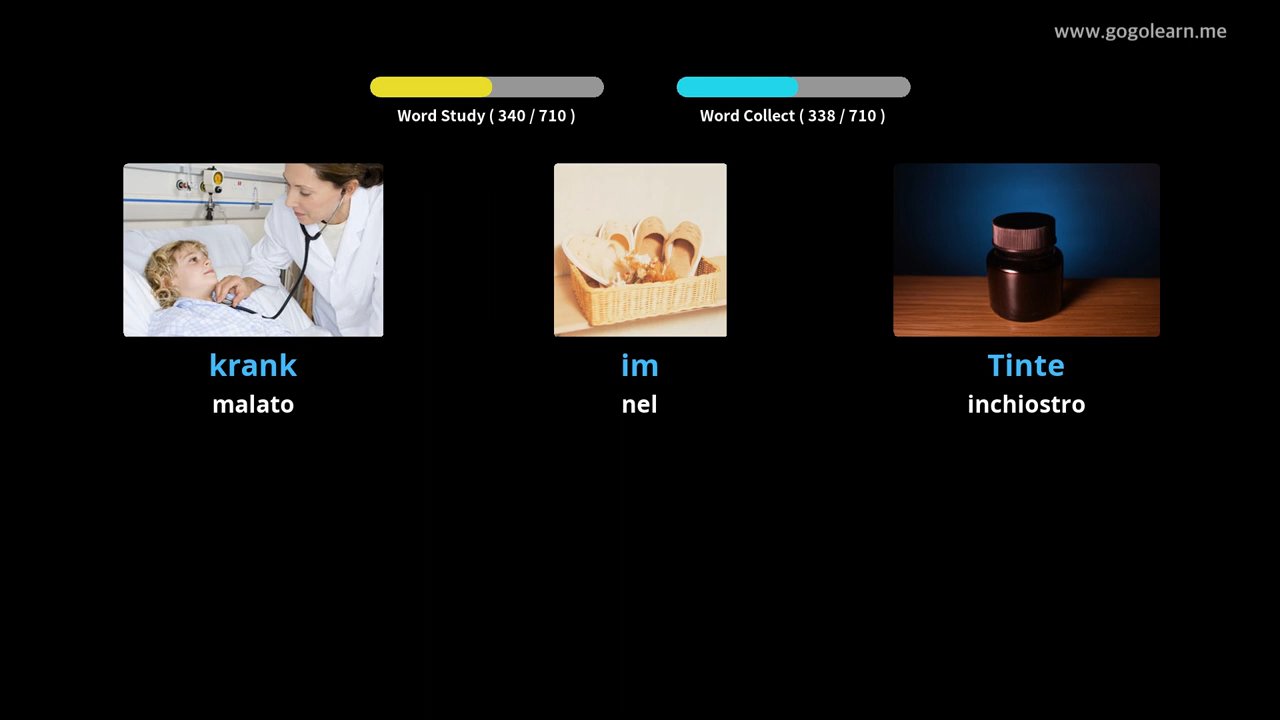 www.gogolearn.me
Word Study ( 340 / 710 )
Word Collect ( 338 / 710 )
krank
im
Tinte
malato
nel
inchiostro